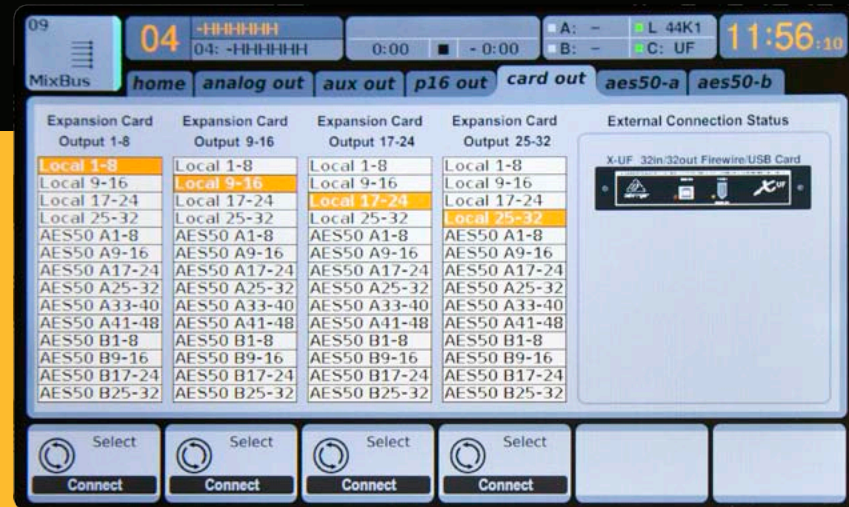 09
MixBus
04
-HHHHHH
04: -HHHHHH
0:00 - 0:00
A: -
B: -
L 44K1
C: UF
11:56:10
home analog out aux out p16 out card out aes50-a aes50-b
Expansion Card Expansion Card Expansion Card Expansion Card External Connection Status
Output 1-8 Output 9-16 Output 17-24 Output 25-32
X-UF 32in/32out Firewire/USB Card
Local 1-8 Local 1-8 Local 1-8 Local 1-8
Local 9-16 Local 9-16 Local 9-16 Local 9-16
Local 17-24 Local 17-24 Local 17-24 Local 17-24
Local 25-32 Local 25-32 Local 25-32 Local 25-32
AES50 A1-8 AES50 A1-8 AES50 A1-8 AES50 A1-8
AES50 A9-16 AES50 A9-16 AES50 A9-16 AES50 A9-16
AES50 A17-24 AES50 A17-24 AES50 A17-24 AES50 A17-24
AES50 A25-32 AES50 A25-32 AES50 A25-32 AES50 A25-32
AES50 A33-40 AES50 A33-40 AES50 A33-40 AES50 A33-40
AES50 A41-48 AES50 A41-48 AES50 A41-48 AES50 A41-48
AES50 B1-8 AES50 B1-8 AES50 B1-8 AES50 B1-8
AES50 B9-16 AES50 B9-16 AES50 B9-16 AES50 B9-16
AES50 B17-24 AES50 B17-24 AES50 B17-24 AES50 B17-24
AES50 B25-32 AES50 B25-32 AES50 B25-32 AES50 B25-32
Select Select Select Select
Connect Connect Connect Connect